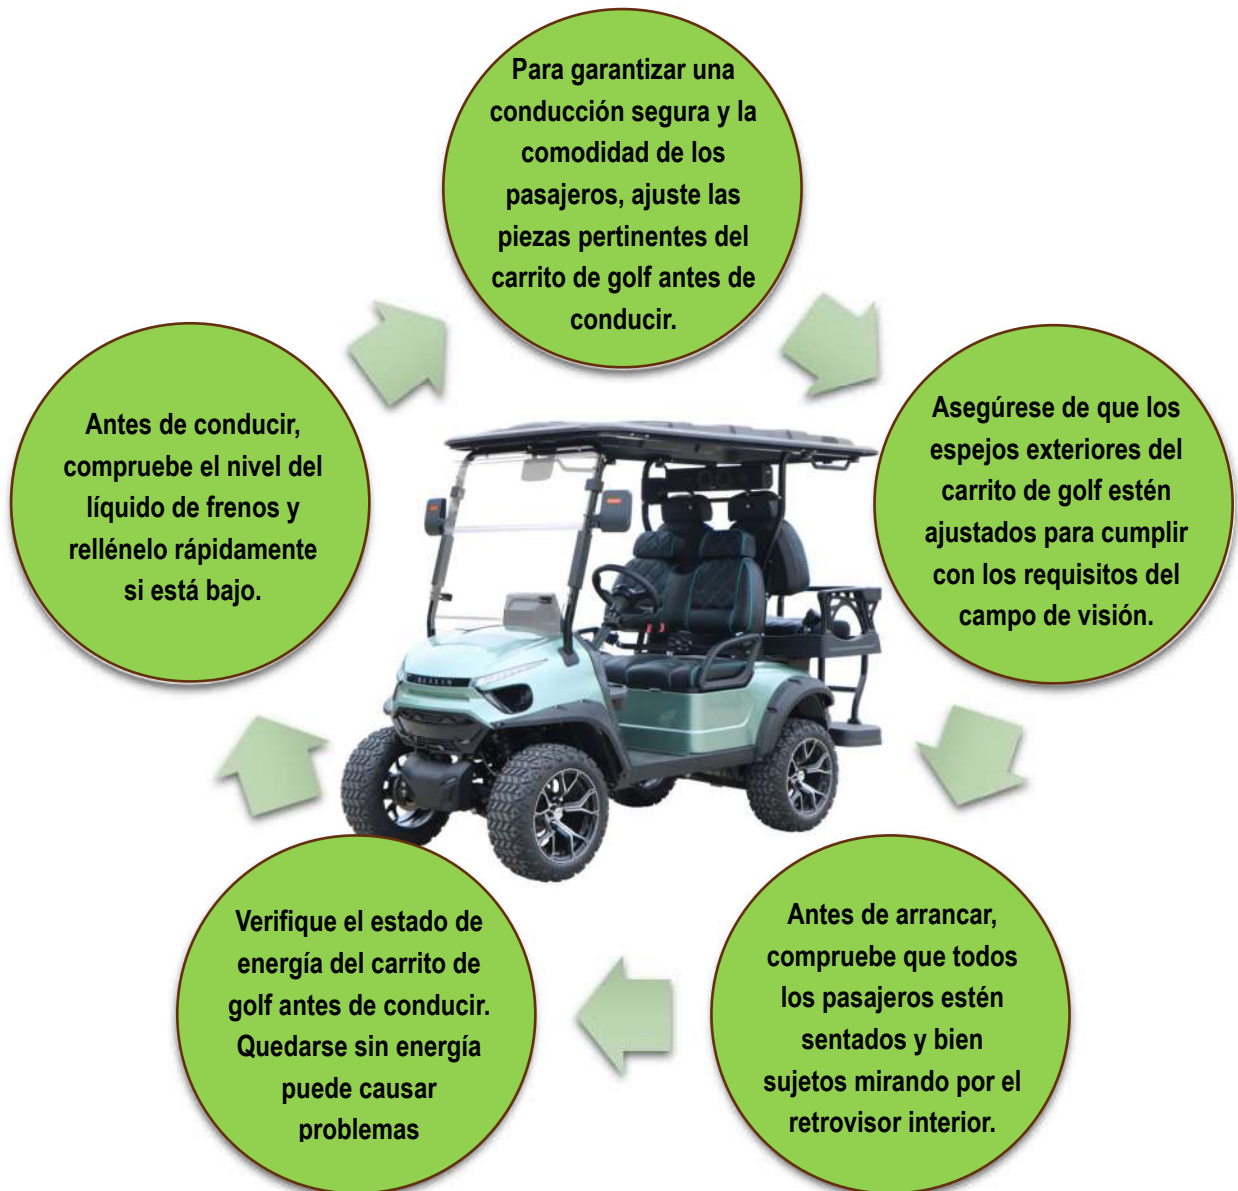 Para garantizar una
conducción segura y la
comodidad de los
pasajeros, ajuste las
piezas pertinentes del
carrito de golf antes de
conducir.
Asegúrese de que los
espejos exteriores del
carrito de golf estén
ajustados para cumplir
con los requisitos del
campo de visión.
Antes de arrancar,
compruebe que todos
los pasajeros estén
sentados y bien
sujetos mirando por el
retrovisor interior.
Verifique el estado de
energía del carrito de
golf antes de conducir.
Quedarse sin energía
puede causar
problemas
Antes de conducir,
compruebe el nivel del
líquido de frenos y
rellénelo rápidamente
si está bajo.